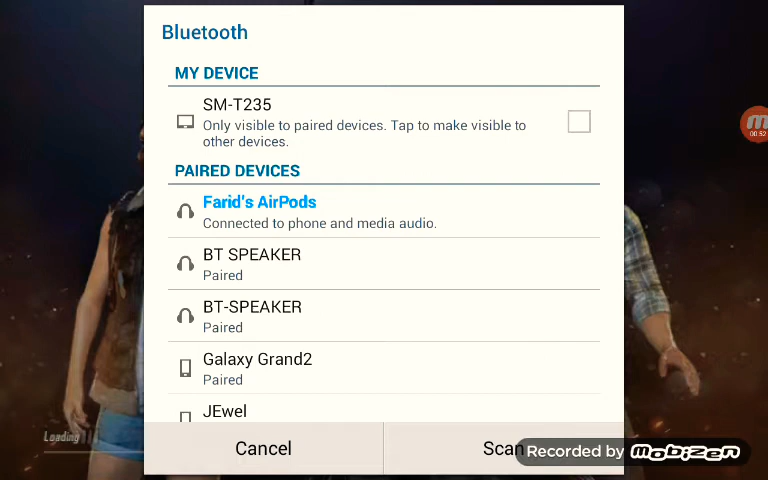 Bluetooth
MY DEVICE
SM-T235
Only visible to paired devices. Tap to make visible to
other devices.
00:52
PAIRED DEVICES
Farid's AirPods
Connected to phone and media audio.
BT SPEAKER
Paired
BT-SPEAKER
Paired
Galaxy Grand2
Paired
JEwel
Loading
Cancel
Scan
Recorded by mobizen